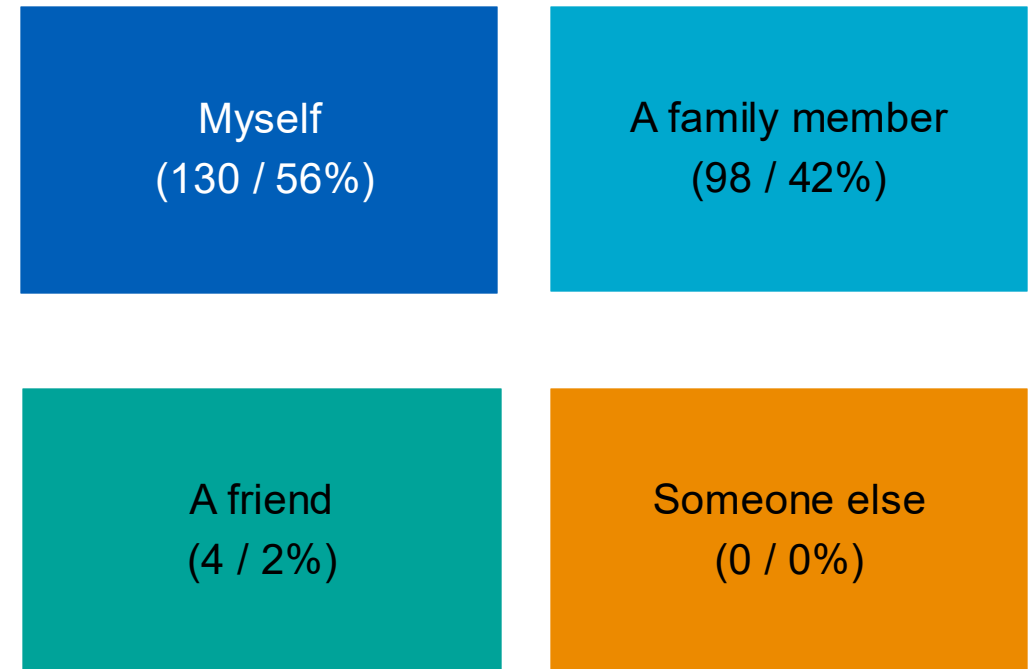 Myself
(130 / 56%)
A family member
(98 / 42%)
A friend
(4 / 2%)
Someone else
(0 / 0%)